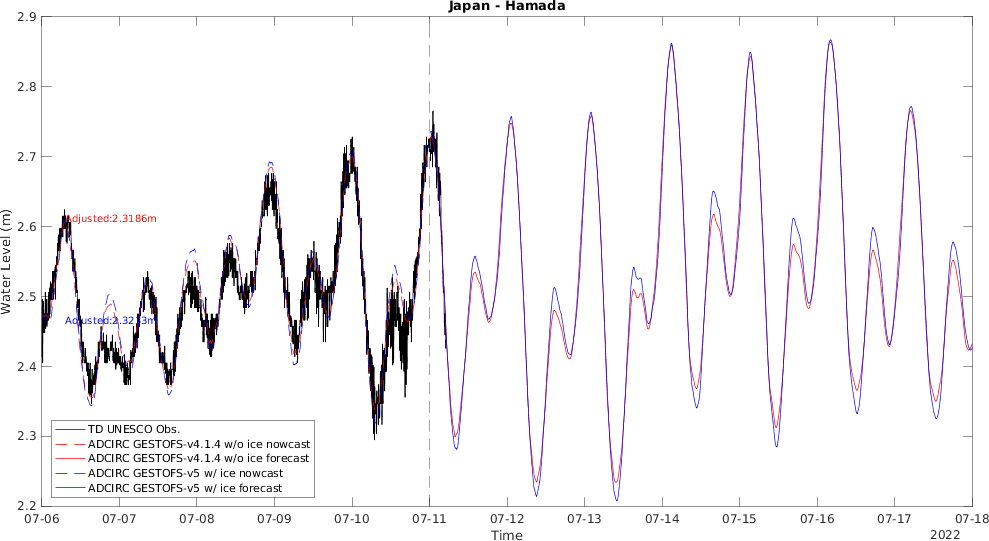 Japan - Hamada
2.9
2.8
2.7
2.6
2.5
2.4
2.3
2.2
Water Level (m)
Adjusted:2.3186m
Adjusted:2.3213m
TD UNESCO Obs.
ADCIRC GESTOFS-v4.1.4 w/o ice nowcast
ADCIRC GESTOFS-v4.1.4 w/o ice forecast
ADCIRC GESTOFS-v5 w/ ice nowcast
ADCIRC GESTOFS-v5 w/ ice forecast
07-06 07-07 07-08 07-09 07-10 07-11 07-12 07-13 07-14 07-15 07-16 07-17 07-18
Time
2022